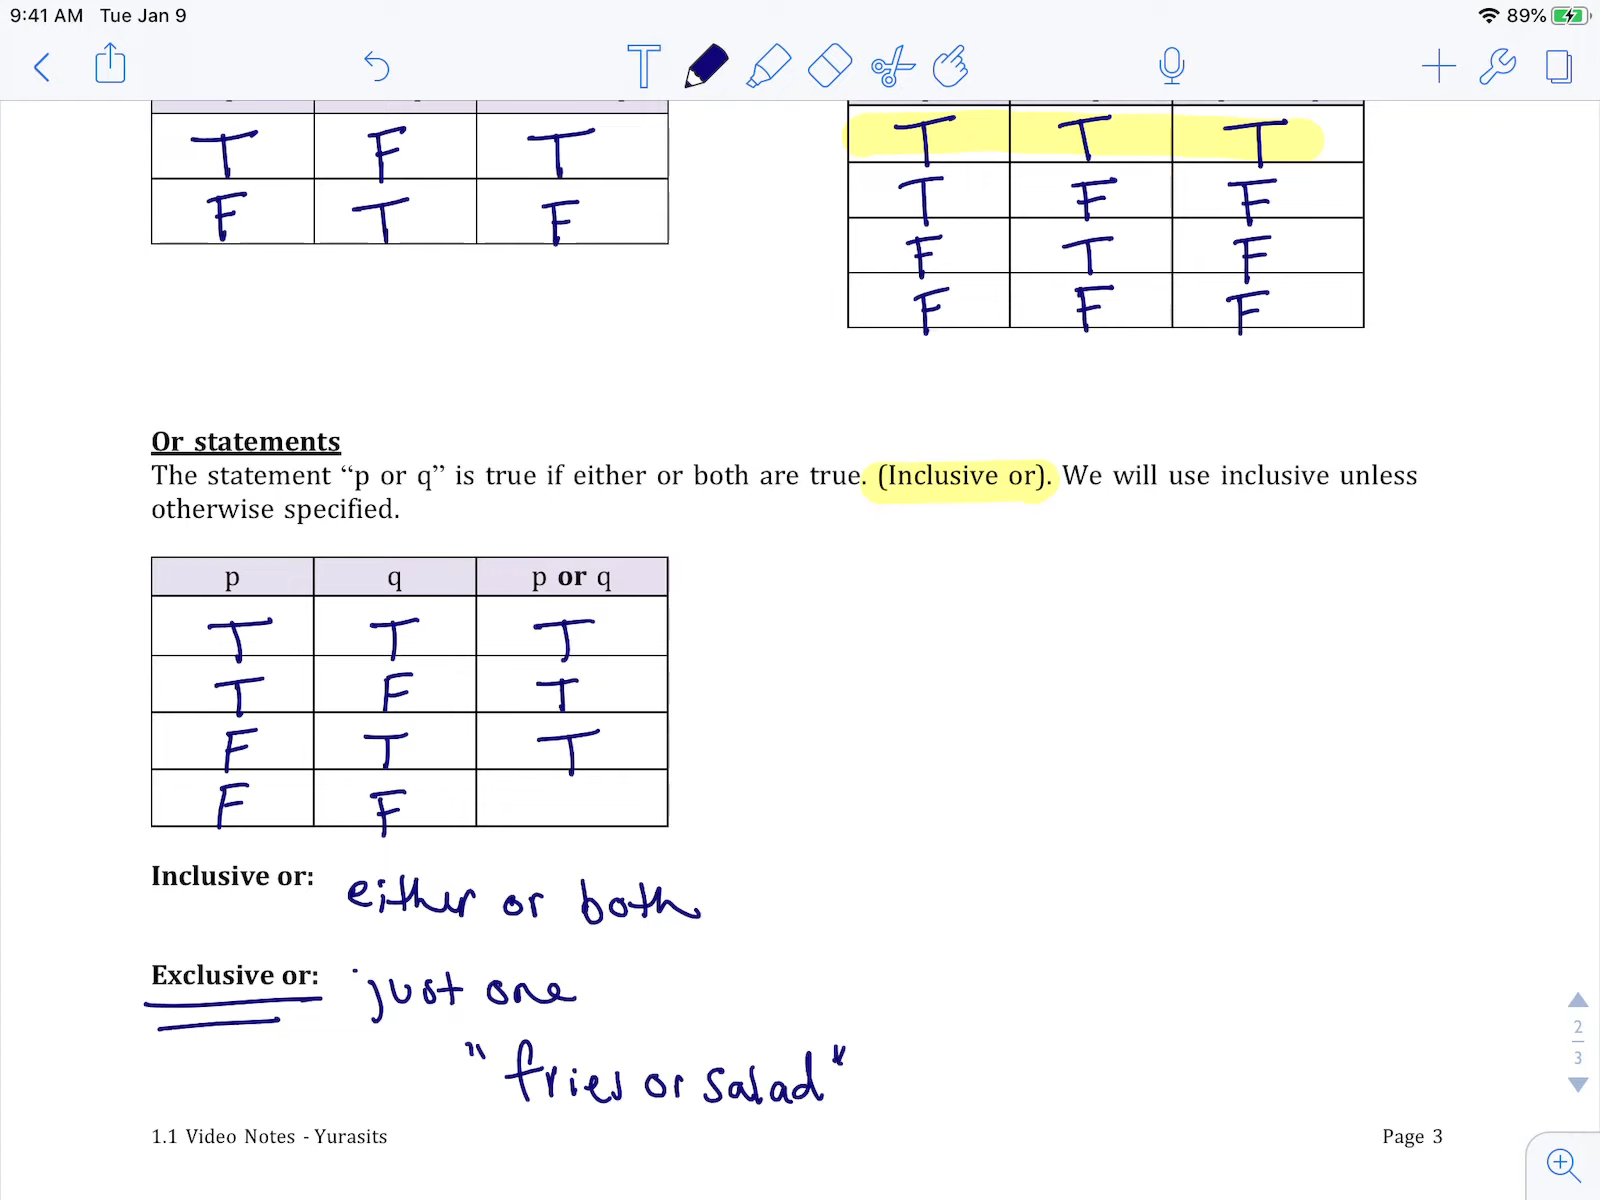 9:41 AM Tue Jan 9
89%
T
T F T
F T F
T T T
T F F
F T F
F F F
Or statements
The statement “p or q” is true if either or both are true. (Inclusive or). We will use inclusive unless
otherwise specified.
p q p or q
T T T
T F T
F T T
F F
Inclusive or: either or both
Exclusive or: just one
"fries or salad"
2
3
1.1 Video Notes - Yurasits
Page 3